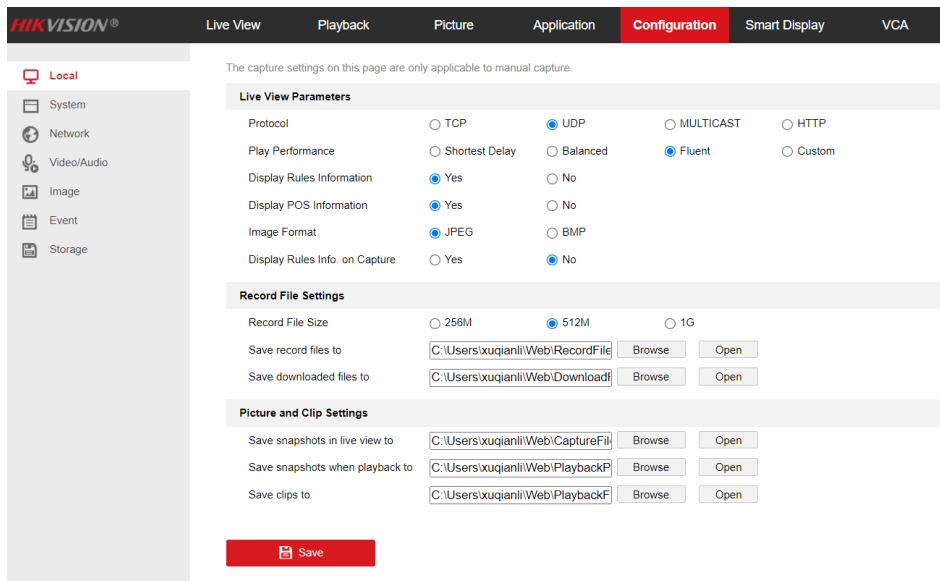 HIKVISION® Live View Playback Picture Application Configuration Smart Display VCA
Local
System
Network
Video/Audio
Image
Event
Storage
The capture settings on this page are only applicable to manual capture.
Live View Parameters
Protocol TCP UDP MULTICAST HTTP
Play Performance Shortest Delay Balanced Fluent Custom
Display Rules Information Yes No
Display POS Information Yes No
Image Format JPEG BMP
Display Rules Info. on Capture Yes No
Record File Settings
Record File Size 256M 512M 1G
Save record files to C:\Users\xuqianli\Web\RecordFile Browse Open
Save downloaded files to C:\Users\xuqianli\Web\DownloadF Browse Open
Picture and Clip Settings
Save snapshots in live view to C:\Users\xuqianli\Web\CaptureFil Browse Open
Save snapshots when playback to C:\Users\xuqianli\Web\PlaybackP Browse Open
Save clips to C:\Users\xuqianli\Web\PlaybackF Browse Open
Save